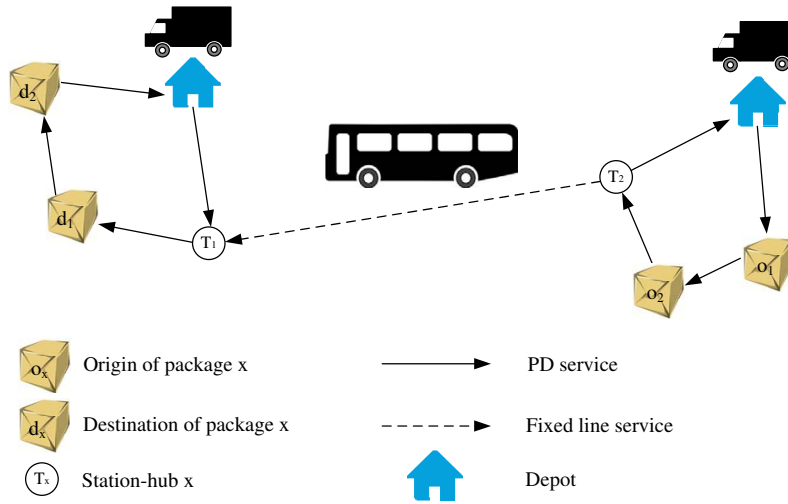 d2
d1
T1
T2
o1
o2
ox Origin of package x
PD service
dx Destination of package x
Fixed line service
Tx Station-hub x
Depot